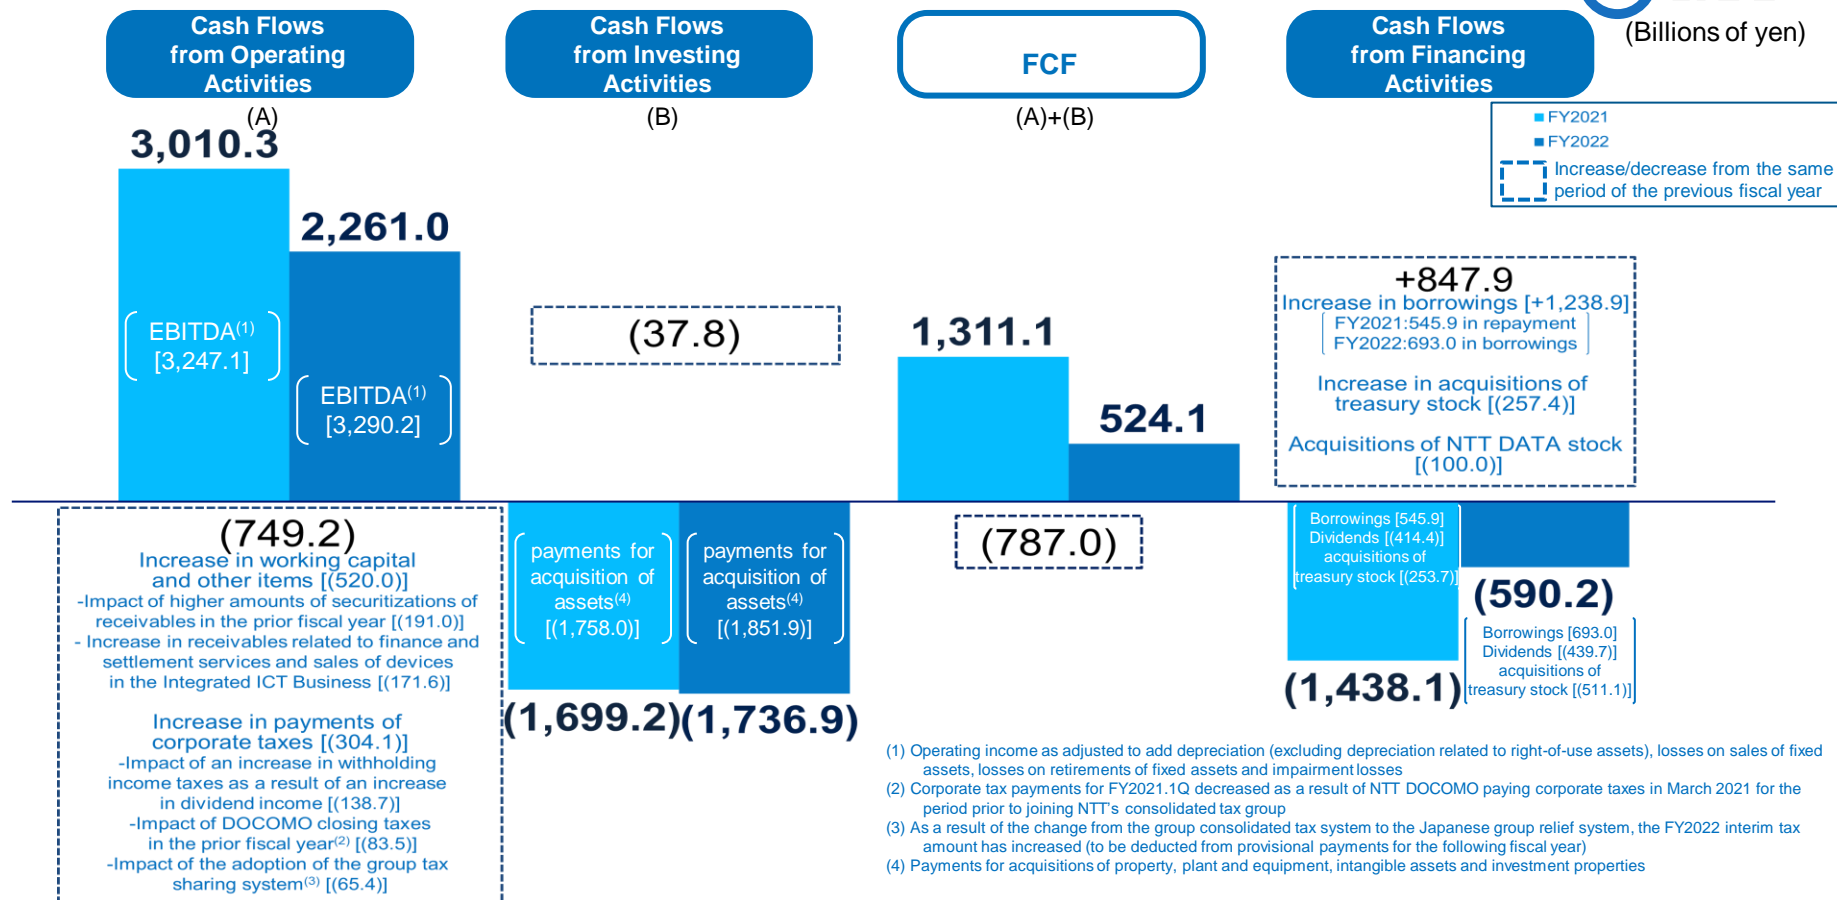 Cash Flows
from Operating
Activities
(A)
Cash Flows
from Investing
Activities
(B)
FCF
(A)+(B)
Cash Flows
from Financing
Activities
(Billions of yen)
FY2021
FY2022
Increase/decrease from the same
period of the previous fiscal year
3,010.3
2,261.0
EBITDA(1)
[3,247.1]
EBITDA(1)
[3,290.2]
(749.2)
Increase in working capital
and other items [(520.0)]
-Impact of higher amounts of securitizations of
receivables in the prior fiscal year [(191.0)]
- Increase in receivables related to finance and
settlement services and sales of devices
in the Integrated ICT Business [(171.6)]
Increase in payments of
corporate taxes [(304.1)]
-Impact of an increase in withholding
income taxes as a result of an increase
in dividend income [(138.7)]
-Impact of DOCOMO closing taxes
in the prior fiscal year(2) [(83.5)]
-Impact of the adoption of the group tax
sharing system(3) [(65.4)]
(37.8)
payments for
acquisition of
assets(4)
[(1,758.0)]
payments for
acquisition of
assets(4)
[(1,851.9)]
(1,699.2)
(1,736.9)
1,311.1
524.1
(787.0)
+847.9
Increase in borrowings [+1,238.9]
FY2021:545.9 in repayment
FY2022:693.0 in borrowings
Increase in acquisitions of
treasury stock [(257.4)]
Acquisitions of NTT DATA stock
[(100.0)]
Borrowings [545.9]
Dividends [(414.4)]
acquisitions of
treasury stock [(253.7)]
(1,438.1)
(590.2)
Borrowings [693.0]
Dividends [(439.7)]
acquisitions of
treasury stock [(511.1)]
(1) Operating income as adjusted to add depreciation (excluding depreciation related to right-of-use assets), losses on sales of fixed
assets, losses on retirements of fixed assets and impairment losses
(2) Corporate tax payments for FY2021.1Q decreased as a result of NTT DOCOMO paying corporate taxes in March 2021 for the
period prior to joining NTT's consolidated tax group
(3) As a result of the change from the group consolidated tax system to the Japanese group relief system, the FY2022 interim tax
amount has increased (to be deducted from provisional payments for the following fiscal year)
(4) Payments for acquisitions of property, plant and equipment, intangible assets and investment properties